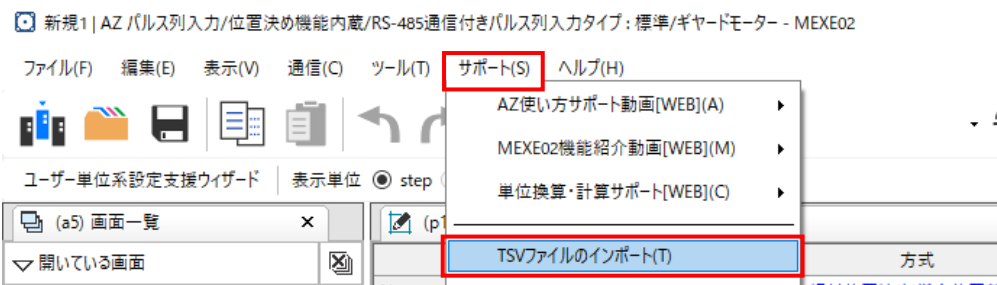 新規1 | AZ パルス列入力/位置決め機能内蔵/RS-485通信付きパルス列入力タイプ : 標準/ギヤードモーター - MEXE02
ファイル(F) 編集(E) 表示(V) 通信(C) ツール(T) サポート(S) ヘルプ(H)
AZ使い方サポート動画[WEB](A)
MEXE02機能紹介動画[WEB](M)
単位換算・計算サポート[WEB](C)
TSVファイルのインポート(T)
ユーザー単位系設定支援ウィザード 表示単位 step
(a5) 画面一覧 (p1
開いている画面
方式